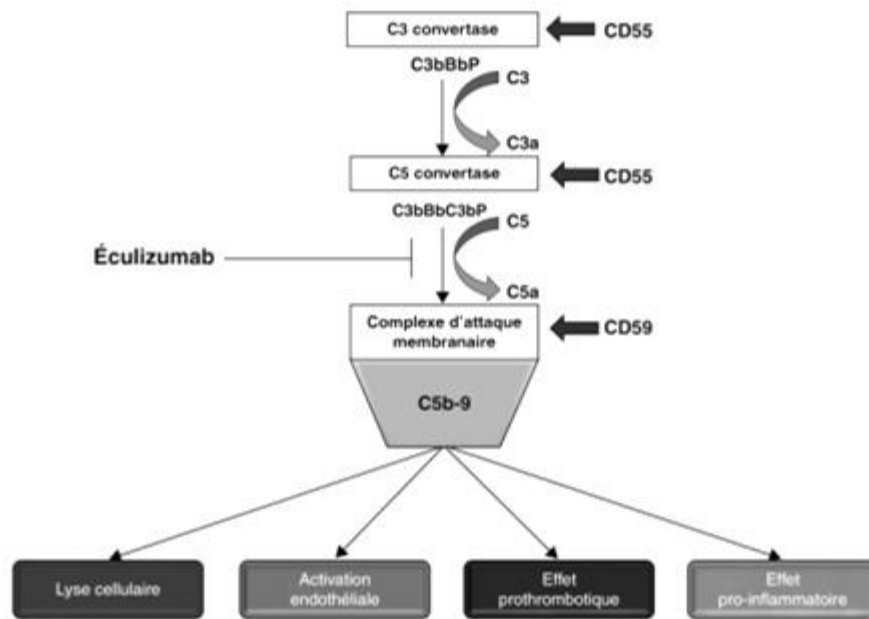 C3 convertase
CD55
C3bBbP
C3
C3a
C5 convertase
CD55
C3bBbC3bP
C5
Éculizumab
C5a
Complexe d'attaque
membranaire
CD59
C5b-9
Lyse cellulaire
Activation
endothéliale
Effet
prothrombotique
Effet
pro-inflammatoire